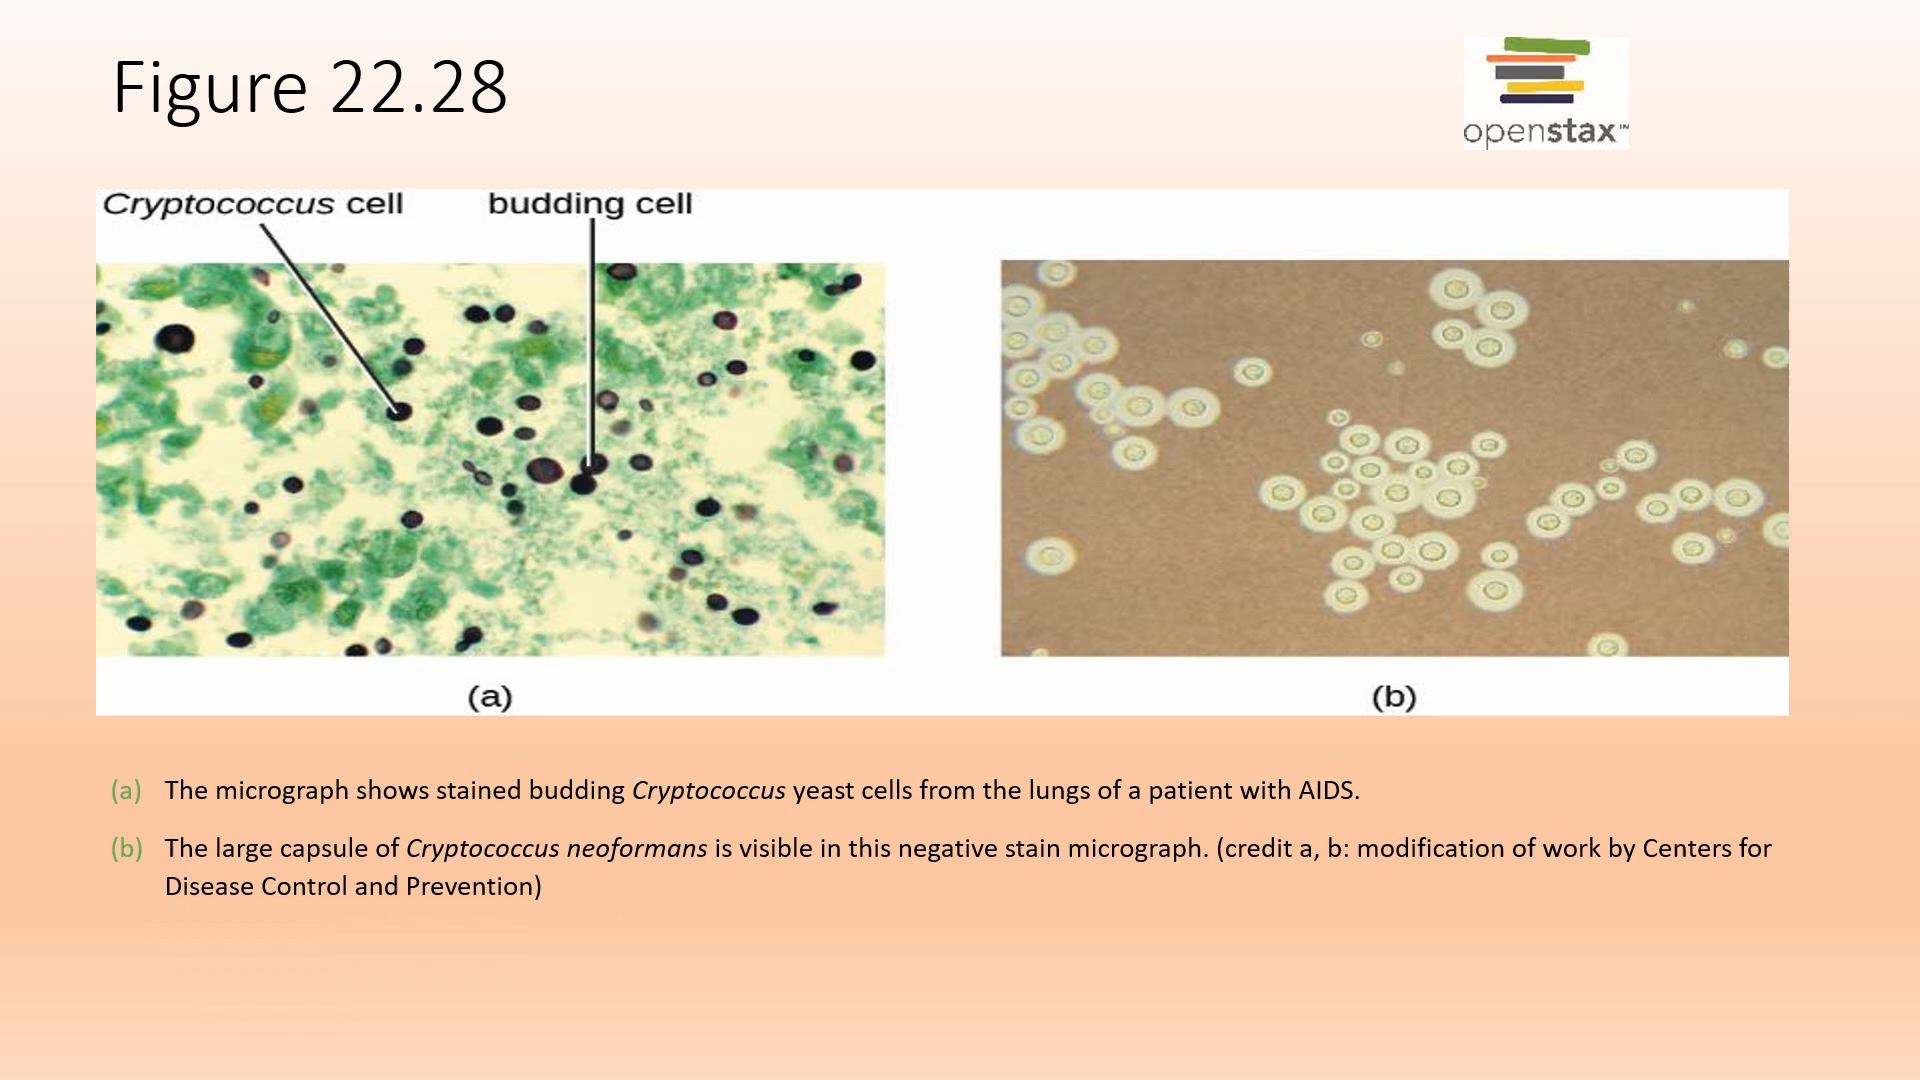 Figure 22.28
openstax™
Cryptococcus cell
budding cell
(a)
(b)
(a) The micrograph shows stained budding Cryptococcus yeast cells from the lungs of a patient with AIDS.
(b) The large capsule of Cryptococcus neoformans is visible in this negative stain micrograph. (credit a, b: modification of work by Centers for
Disease Control and Prevention)